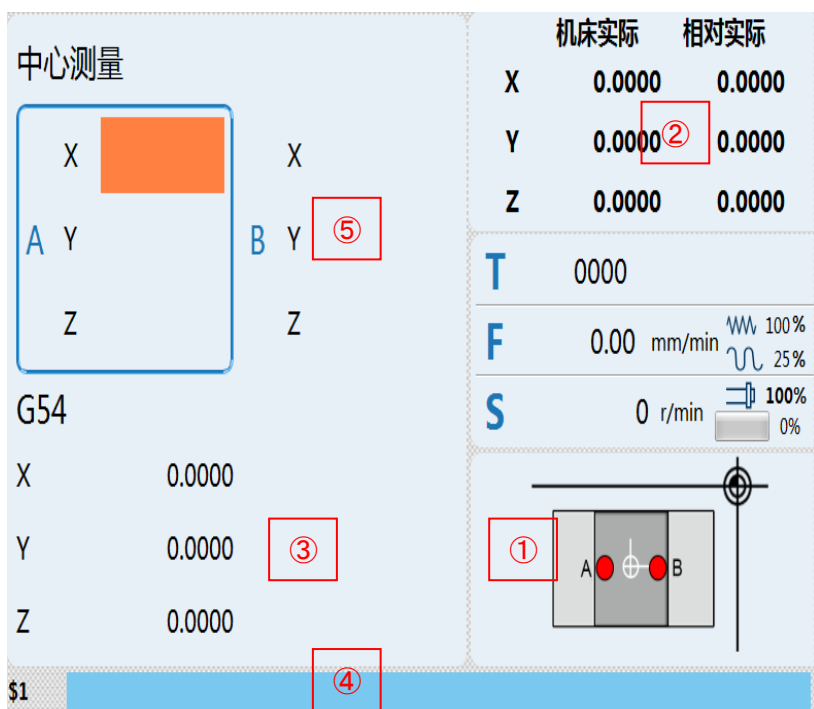 中心测量
X X
A Y B Y ⑤
Z Z
G54
X 0.0000
Y 0.0000 ③
Z 0.0000
机床实际 相对实际
X 0.0000 0.0000
Y 0.0000 ② 0.0000
Z 0.0000 0.0000
T 0000
F 0.00 mm/min 100% 25%
S 0 r/min 100% 0%
① A B
$1 ④